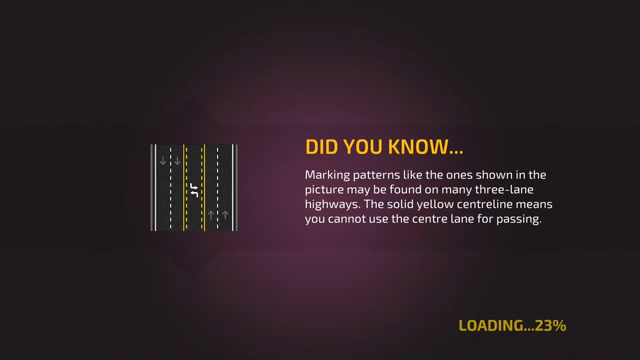 DID YOU KNOW...
Marking patterns like the ones shown in the
picture may be found on many three-lane
highways. The solid yellow centreline means
you cannot use the centre lane for passing.
LOADING...23%